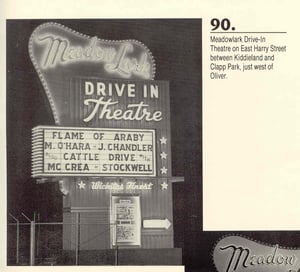 90.
Meadowlark Drive-In
Theatre on East Harry Street
between Kiddieland and
Clapp Park, just west of
Oliver.
Meadow Lark
DRIVE IN
Theatre
FLAME OF ARABY
M. O'HARA - J. CHANDLER
CATTLE DRIVE
MC CREA - STOCKWELL
Wichita's Finest
Meadow